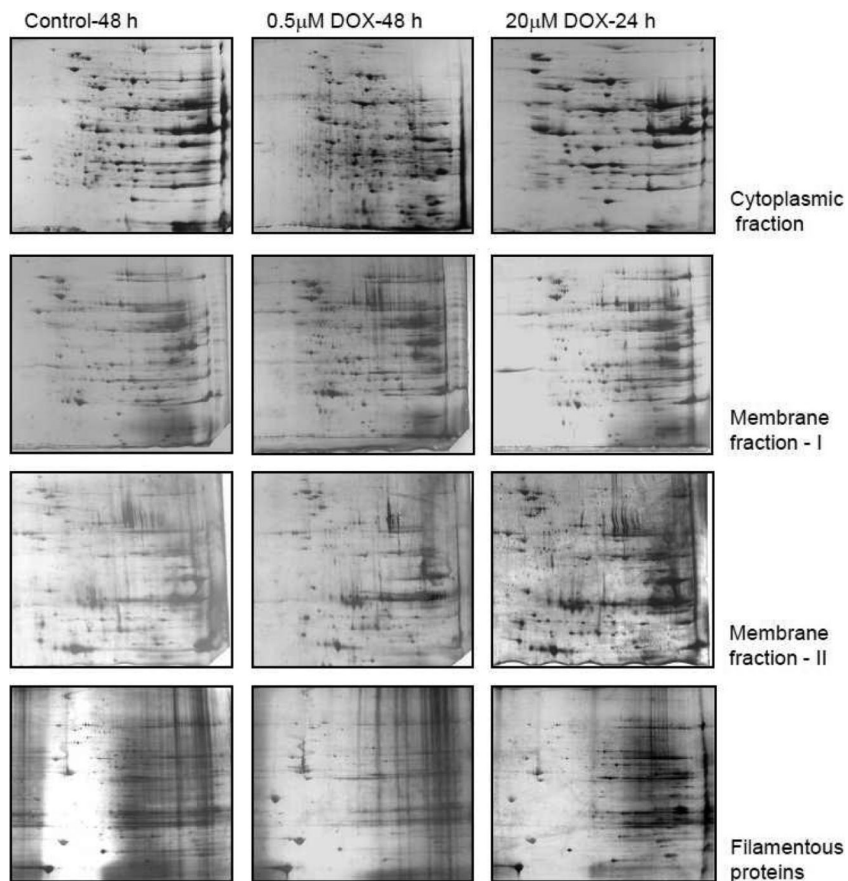 Control-48 h
0.5μM DOX-48 h
20μM DOX-24 h
Cytoplasmic
fraction
Membrane
fraction - I
Membrane
fraction - II
Filamentous
proteins